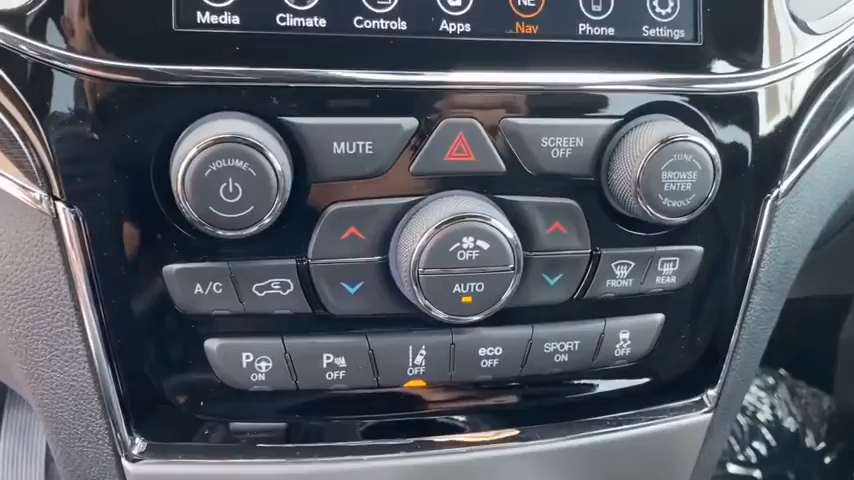 Media Climate Controls Apps NE Nav Phone Settings
VOLUME
MUTE
SCREEN
OFF
TUNE
BROWSE
ENTER
SCROLL
OFF
AUTO
A/C
FRONT
REAR
P
ON
P
OFF
OFF
eco
OFF
SPORT
ON
OFF